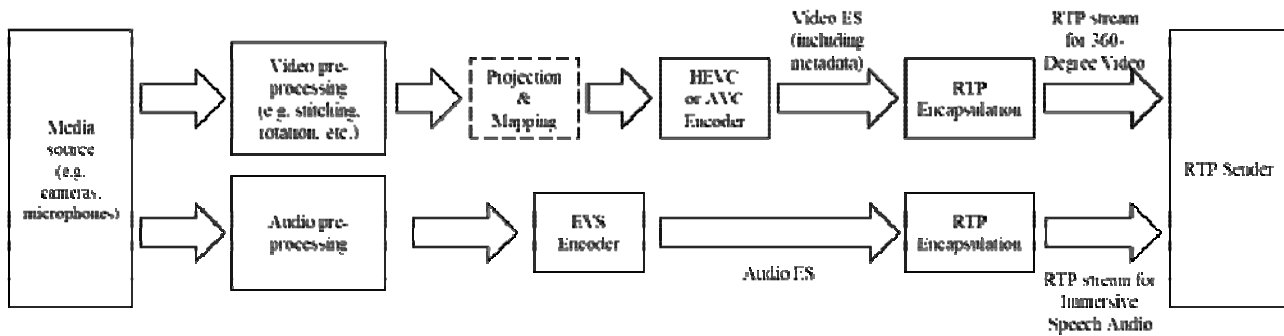 Media
source
(e.g.
cameras,
microphones)
Video pre-
processing
(e.g. stitching,
rotation, etc.)
Projection
&
Mapping
HEVC
or AVC
Encoder
Video ES
(including
metadata)
RTP
Encapsulation
RTP stream
for 360-
Degree Video
Audio pre-
processing
EVS
Encoder
Audio ES
RTP
Encapsulation
RTP stream for
Immersive
Speech Audio
RTP Sender